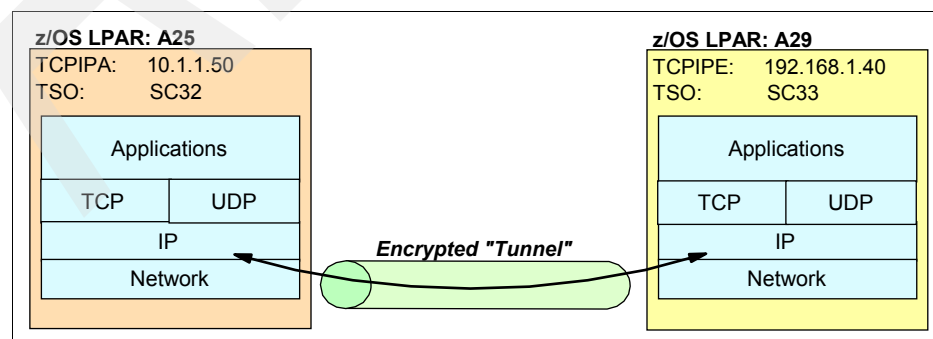 z/OS LPAR: A25
TCPIPA: 10.1.1.50
TSO: SC32
Applications
TCP UDP
IP
Network
Encrypted "Tunnel"
z/OS LPAR: A29
TCPIPE: 192.168.1.40
TSO: SC33
Applications
TCP UDP
IP
Network